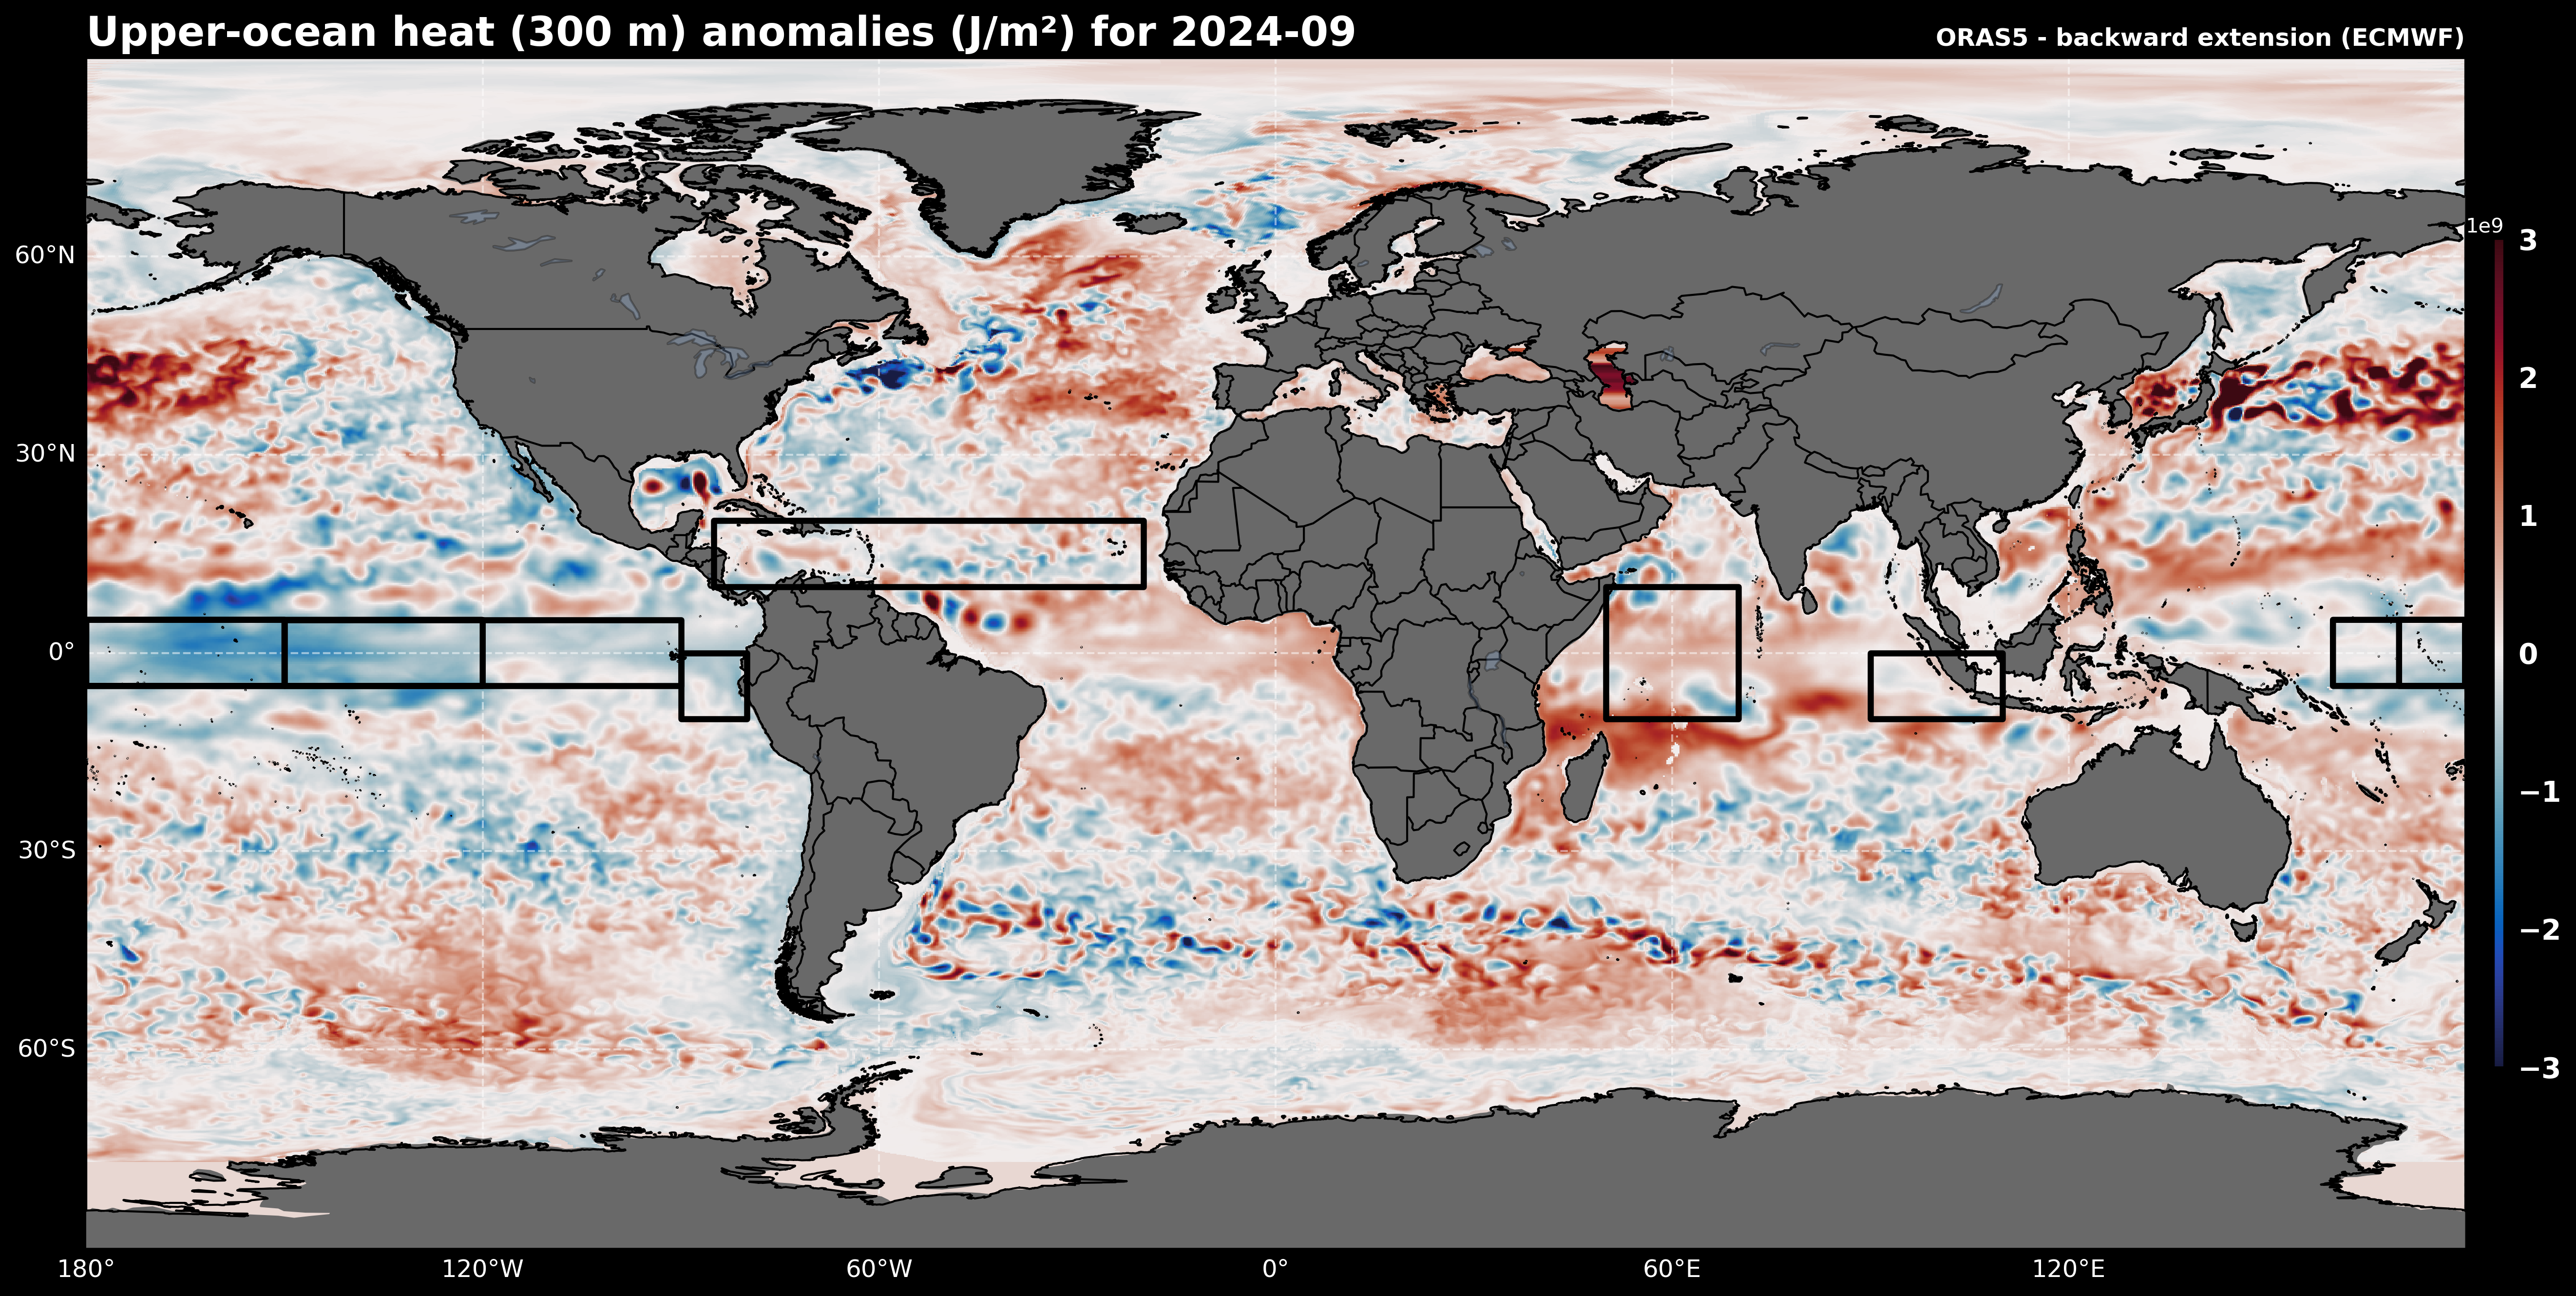 Upper-ocean heat (300 m) anomalies (J/m²) for 2024-09
ORAS5 - backward extension (ECMWF)
1e9
3
2
1
0
−1
−2
−3
60°N
30°N
0°
30°S
60°S
180°
120°W
60°W
0°
60°E
120°E